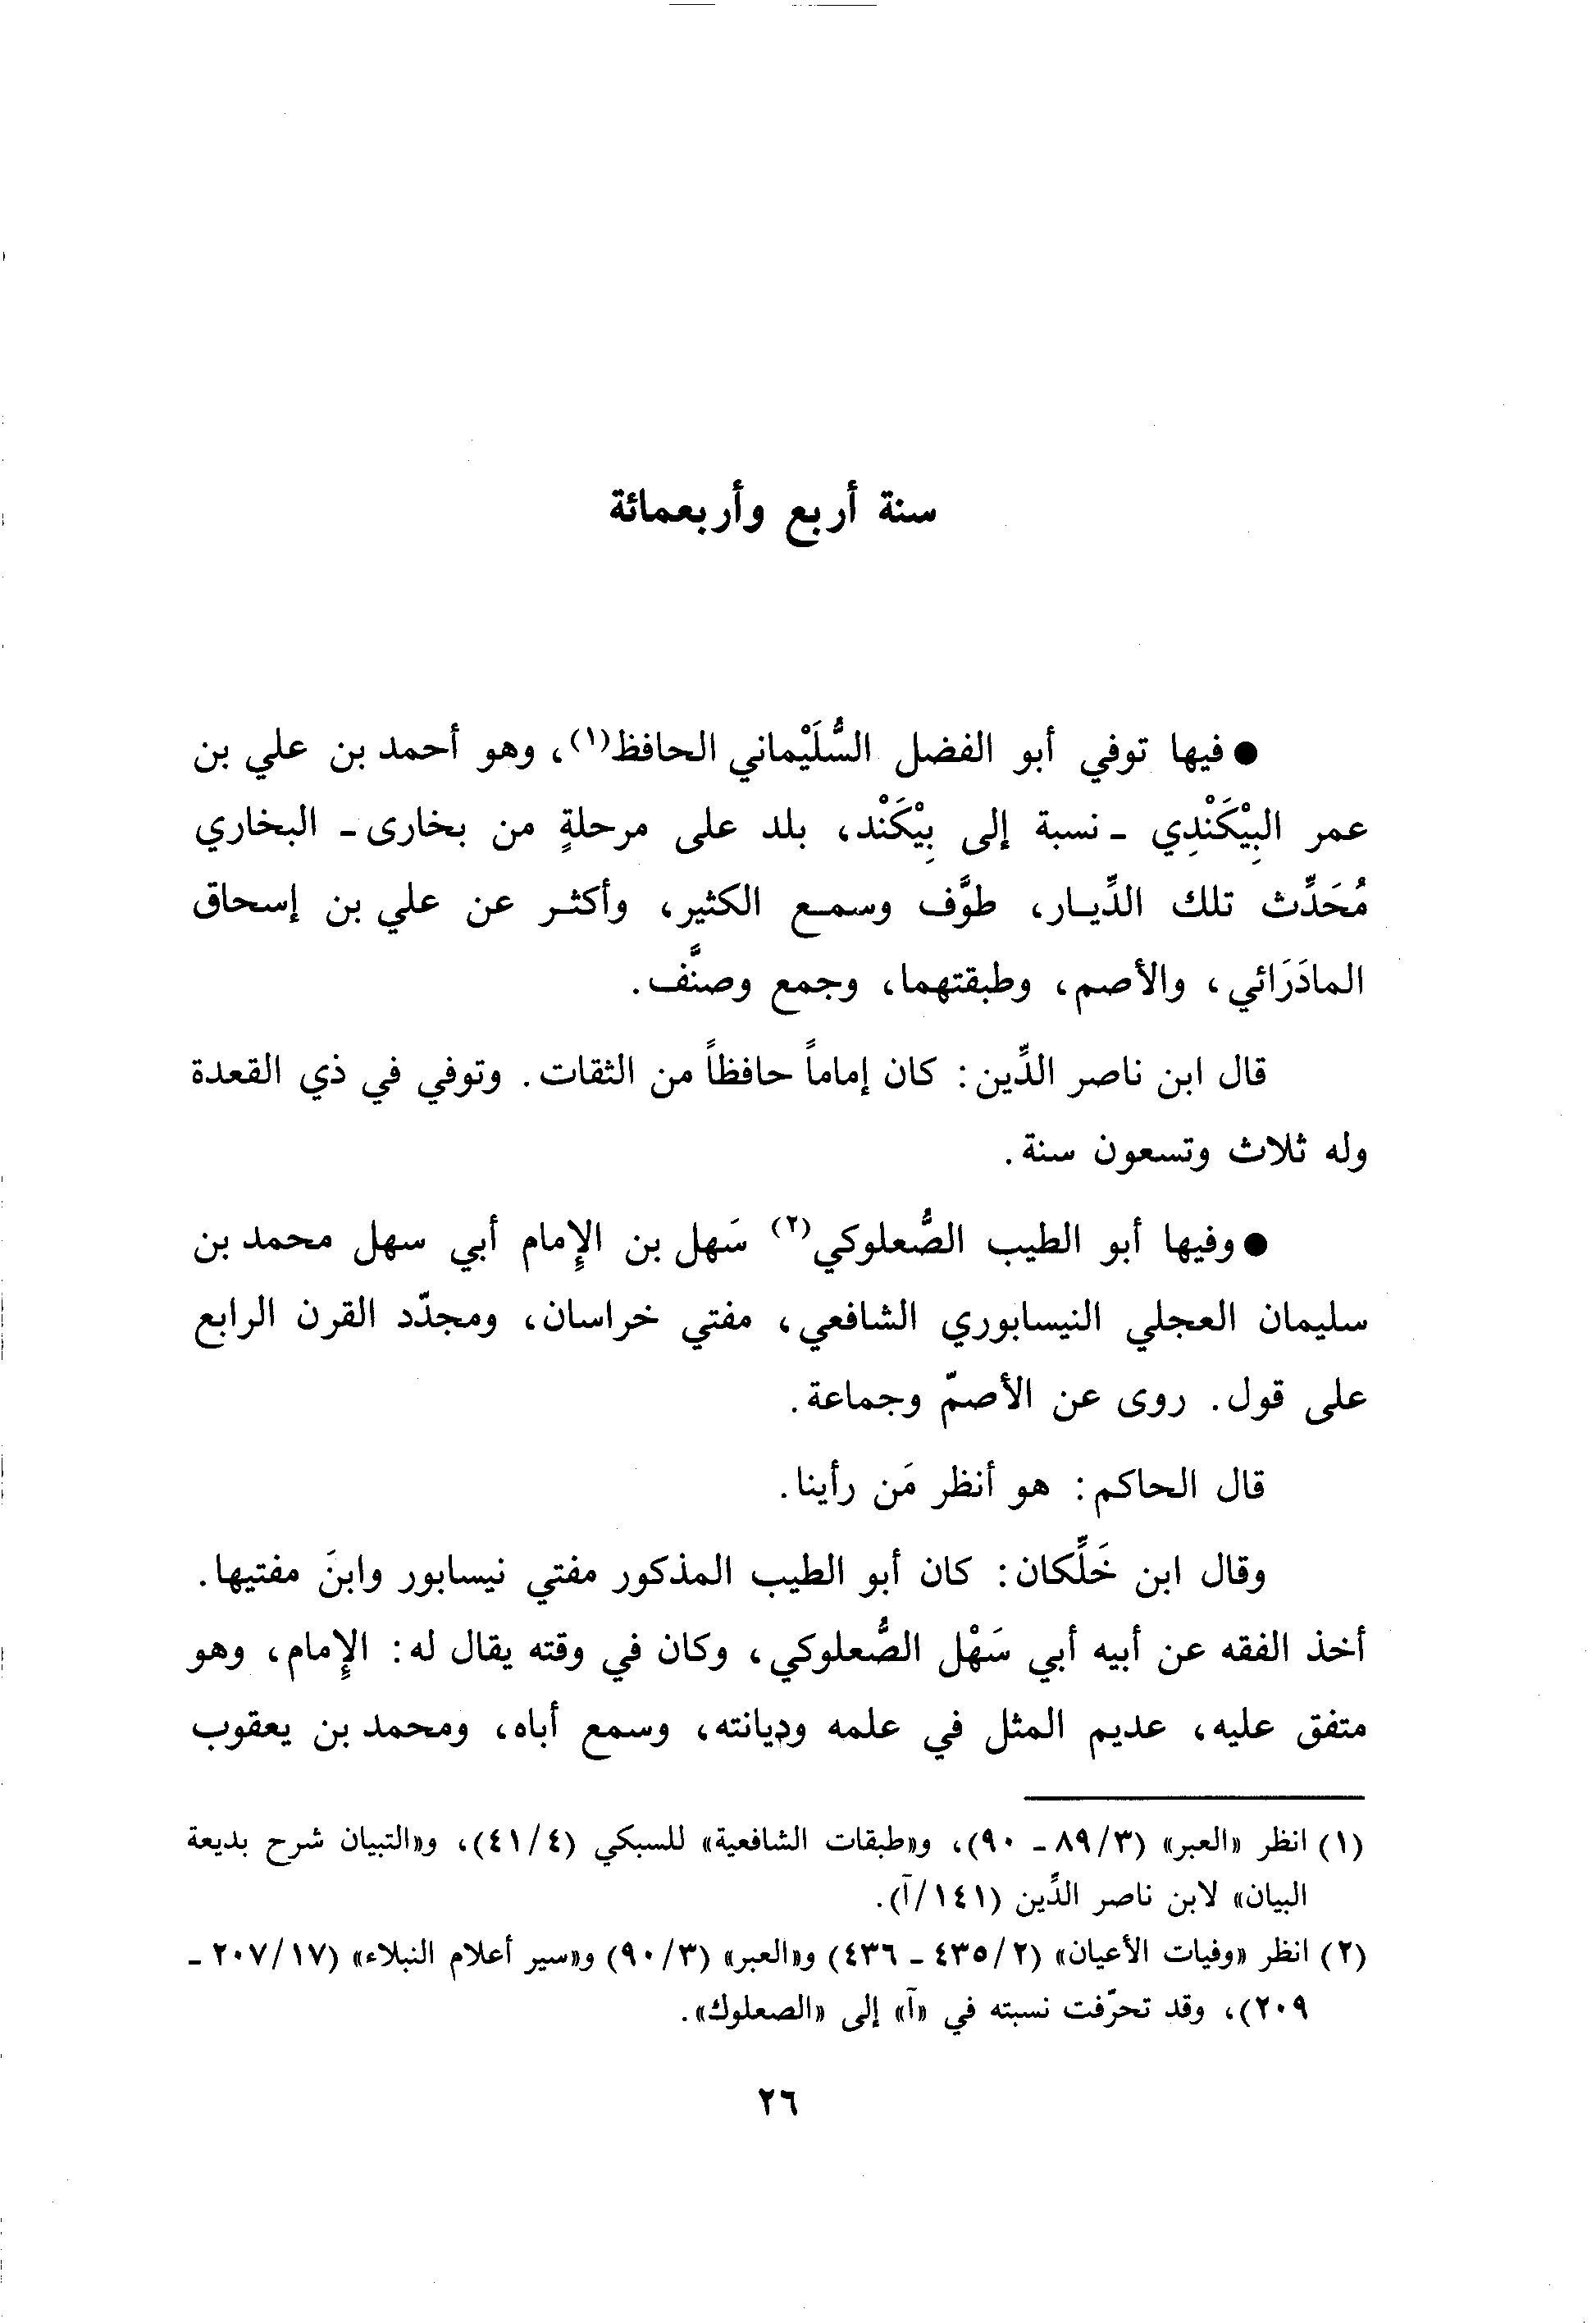 سنة أربع وأربعمائة
● فيها توفي أبو الفضل السُّلَيْماني الحافظ(١)، وهو أحمد بن علي بن
عمر البِيْكَنْدِي - نسبة إلى بِيْكَنْد، بلد على مرحلةٍ من بخارى - البخاري
مُحَدِّث تلك الدِّيار، طوَّف وسمع الكثير، وأكثر عن علي بن إسحاق
المادَرَائي، والأصم، وطبقتهما، وجمع وصنَّف.
قال ابن ناصر الدِّين: كان إماماً حافظاً من الثقات. وتوفي في ذي القعدة
وله ثلاث وتسعون سنة.
● وفيها أبو الطيب الصُّعلوكي(٢) سَهل بن الإِمام أبي سهل محمد بن
سليمان العجلي النيسابوري الشافعي، مفتي خراسان، ومجدّد القرن الرابع
على قول. روى عن الأصمّ وجماعة.
قال الحاكم: هو أنظر مَن رأينا.
وقال ابن خَلِّكان: كان أبو الطيب المذكور مفتي نيسابور وابنَ مفتيها.
أخذ الفقه عن أبيه أبي سَهْل الصُّعلوكي، وكان في وقته يقال له: الإِمام، وهو
متفق عليه، عديم المثل في علمه وديانته، وسمع أباه، ومحمد بن يعقوب
(١) انظر «العبر» (٣/٨٩ - ٩٠)، و«طبقات الشافعية» للسبكي (٤/٤١)، و«التبيان شرح بديعة
البيان» لابن ناصر الدِّين (١٤١/آ).
(٢) انظر «وفيات الأعيان» (٢/٤٣٥ - ٤٣٦) و«العبر» (٣/٩٠) و«سير أعلام النبلاء» (١٧/٢٠٧ -
٢٠٩)، وقد تحرّفت نسبته في «آ» إلى «الصعلوك».
٢٦